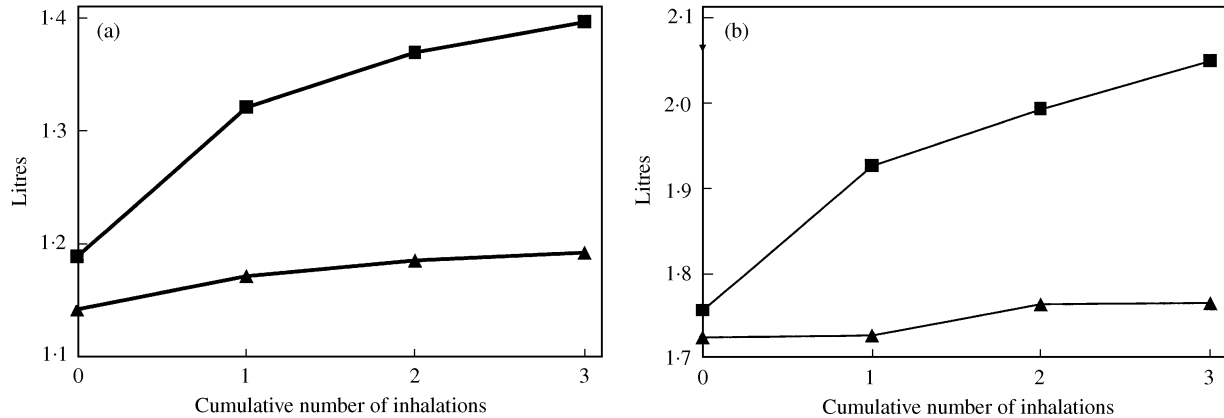 (a)
1·4
1·3
1·2
1·1
Litres
0 1 2 3
Cumulative number of inhalations
(b)
2·1
2·0
1·9
1·8
1·7
Litres
0 1 2 3
Cumulative number of inhalations